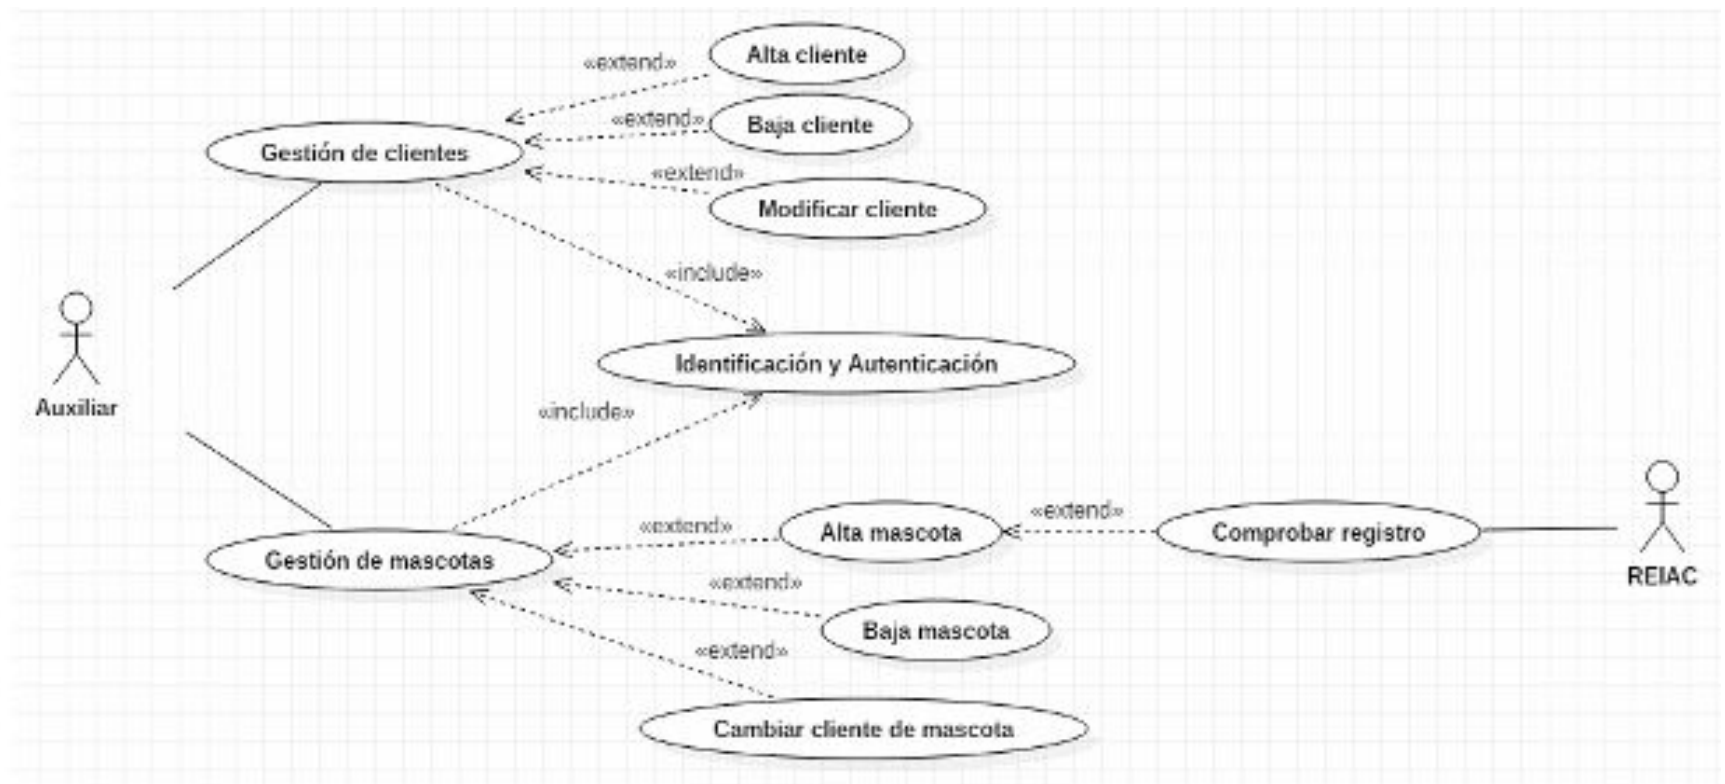 Alta cliente
«extend»
«extend»
Baja cliente
Gestión de clientes
«extend»
Modificar cliente
«include»
Identificación y Autenticación
Auxiliar
«include»
«extend»
Alta mascota
«extend»
Comprobar registro
Gestión de mascotas
REIAC
«extend»
Baja mascota
«extend»
Cambiar cliente de mascota